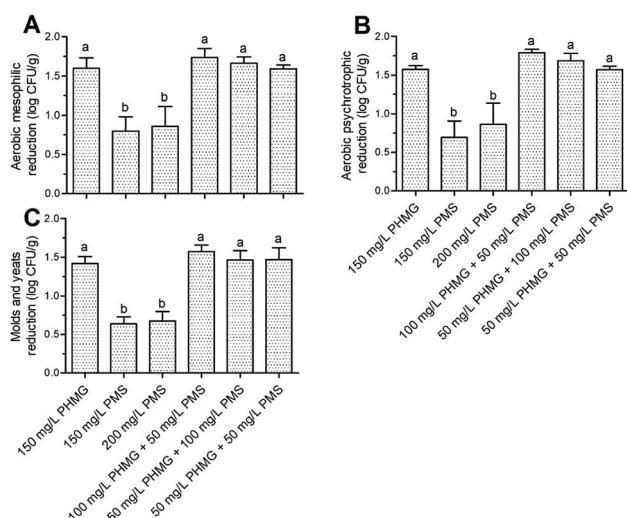 A
Aerobic mesophilic
reduction (log CFU/g)
2.0
1.5
1.0
0.5
0.0
a
b
b
a
a
a
B
Aerobic psychrotrophic
reduction (log CFU/g)
2.0
1.5
1.0
0.5
0.0
a
b
b
a
a
a
150 mg/L PHMG
150 mg/L PMS
200 mg/L PMS
100 mg/L PHMG + 50 mg/L PMS
50 mg/L PHMG + 100 mg/L PMS
50 mg/L PHMG + 50 mg/L PMS
C
Molds and yeats
reduction (log CFU/g)
2.0
1.5
1.0
0.5
0.0
a
b
b
a
a
a
150 mg/L PHMG
150 mg/L PMS
200 mg/L PMS
100 mg/L PHMG + 50 mg/L PMS
50 mg/L PHMG + 100 mg/L PMS
50 mg/L PHMG + 50 mg/L PMS